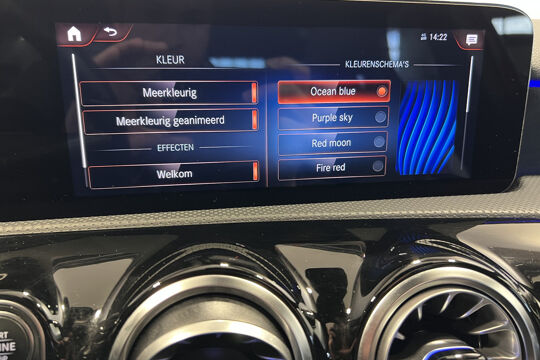 14:22
KLEUR
KLEURENSCHEMA'S
Meerkleurig
Ocean blue
Meerkleurig geanimeerd
Purple sky
EFFECTEN
Red moon
Welkom
Fire red